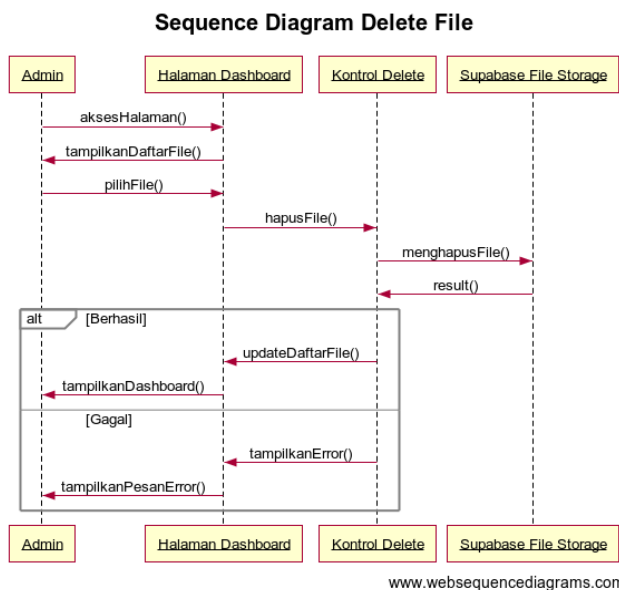 Sequence Diagram Delete File
Admin
Halaman Dashboard
Kontrol Delete
Supabase File Storage
aksesHalaman()
tampilkanDaftarFile()
pilihFile()
hapusFile()
menghapusFile()
result()
alt
[Berhasil]
updateDaftarFile()
tampilkanDashboard()
[Gagal]
tampilkanError()
tampilkanPesanError()
Admin
Halaman Dashboard
Kontrol Delete
Supabase File Storage
www.websequencediagrams.com